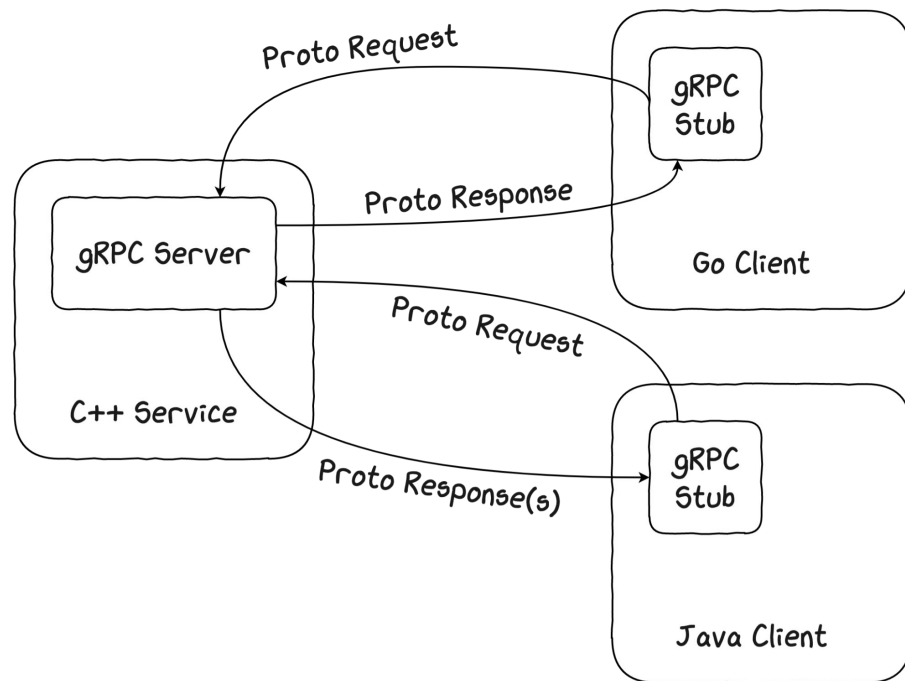 Proto Request
gRPC
Stub
Proto Response
gRPC Server
Go Client
Proto Request
C++ Service
gRPC
Stub
Proto Response(s)
Java Client